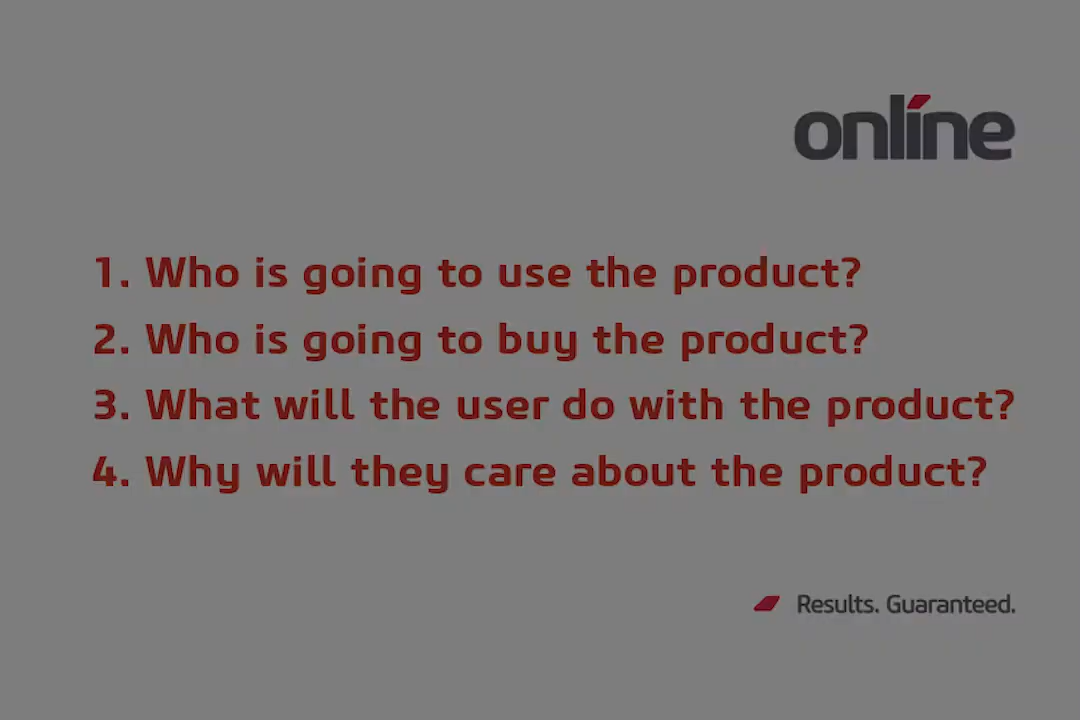 online
1. Who is going to use the product?
2. Who is going to buy the product?
3. What will the user do with the product?
4. Why will they care about the product?
Results. Guaranteed.